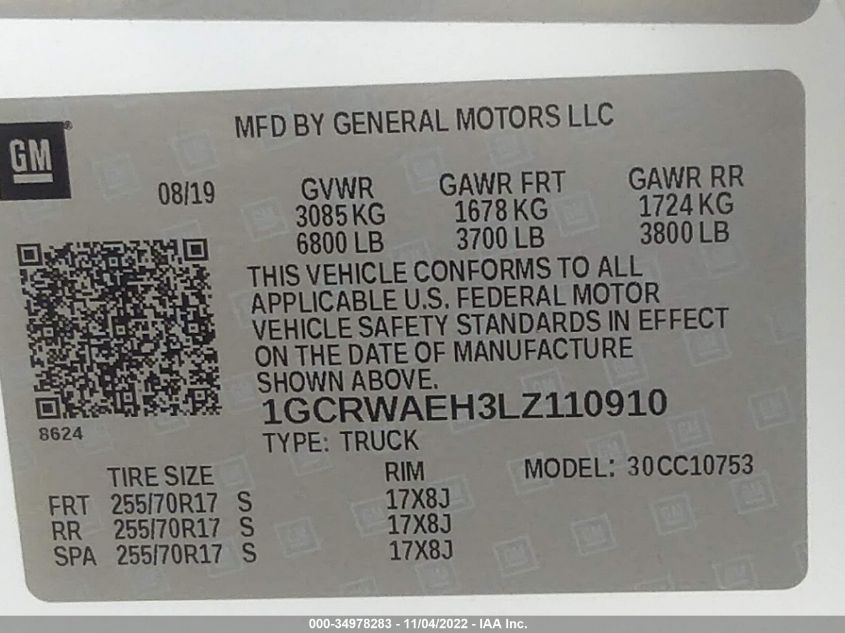 MFD BY GENERAL MOTORS LLC
GM
08/19
GVWR GAWR FRT GAWR RR
3085 KG 1678 KG 1724 KG
6800 LB 3700 LB 3800 LB
THIS VEHICLE CONFORMS TO ALL
APPLICABLE U.S. FEDERAL MOTOR
VEHICLE SAFETY STANDARDS IN EFFECT
ON THE DATE OF MANUFACTURE
SHOWN ABOVE.
1GCRWAEH3LZ110910
8624
TYPE: TRUCK
TIRE SIZE RIM MODEL: 30CC10753
FRT 255/70R17 S 17X8J
RR 255/70R17 S 17X8J
SPA 255/70R17 S 17X8J
000-34978283 - 11/04/2022 - IAA Inc.